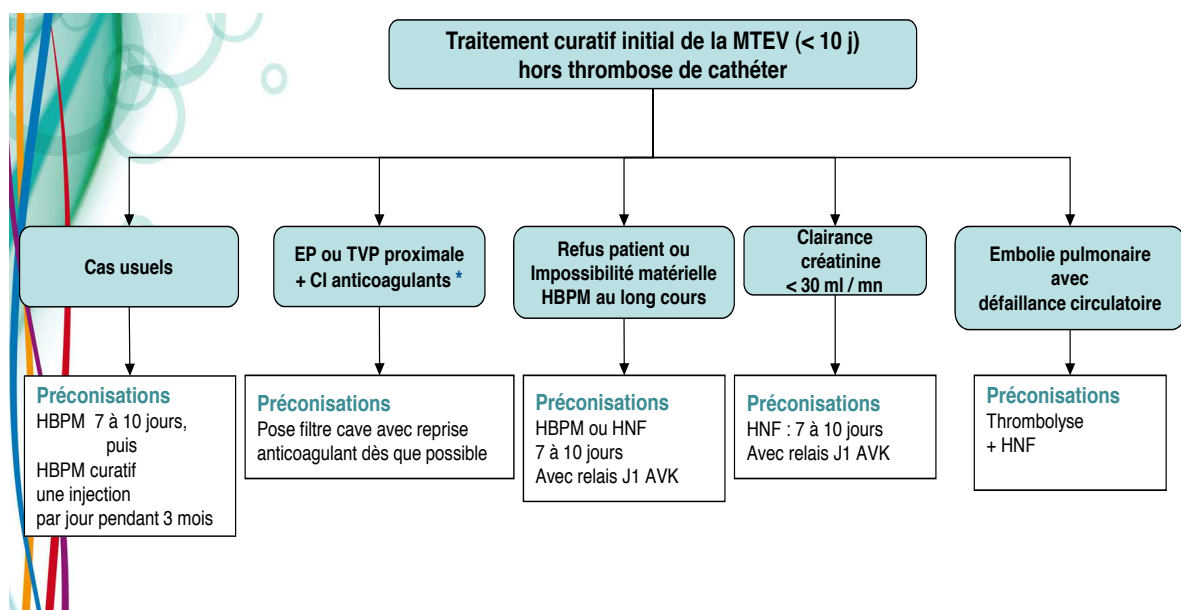 Traitement curatif initial de la MTEV (< 10 j)
hors thrombose de cathéter
Cas usuels
EP ou TVP proximale
+ CI anticoagulants *
Refus patient ou
Impossibilité matérielle
HBPM au long cours
Clairance
créatinine
< 30 ml / mn
Embolie pulmonaire
avec
défaillance circulatoire
Préconisations
HBPM 7 à 10 jours,
puis
HBPM curatif
une injection
par jour pendant 3 mois
Préconisations
Pose filtre cave avec reprise
anticoagulant dès que possible
Préconisations
HBPM ou HNF
7 à 10 jours
Avec relais J1 AVK
Préconisations
HNF : 7 à 10 jours
Avec relais J1 AVK
Préconisations
Thrombolyse
+ HNF